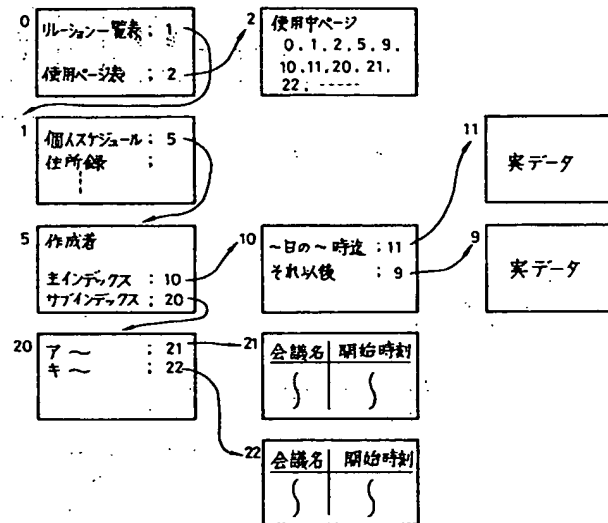 0
リレーション一覧表 ; 1
使用ページ表 ; 2
2
使用中ページ
0.1.2.5.9.
10.11.20.21.
22. -----
1
個人スケジュール : 5
住所録 ;
5
作成者
主インデックス : 10
サブインデックス : 20
10
〜日の〜時迄 ; 11
それ以後 ; 9
11
実データ
9
実データ
20
ア〜 ; 21
キ〜 ; 22
21
会議名 開始時刻
22
会議名 開始時刻